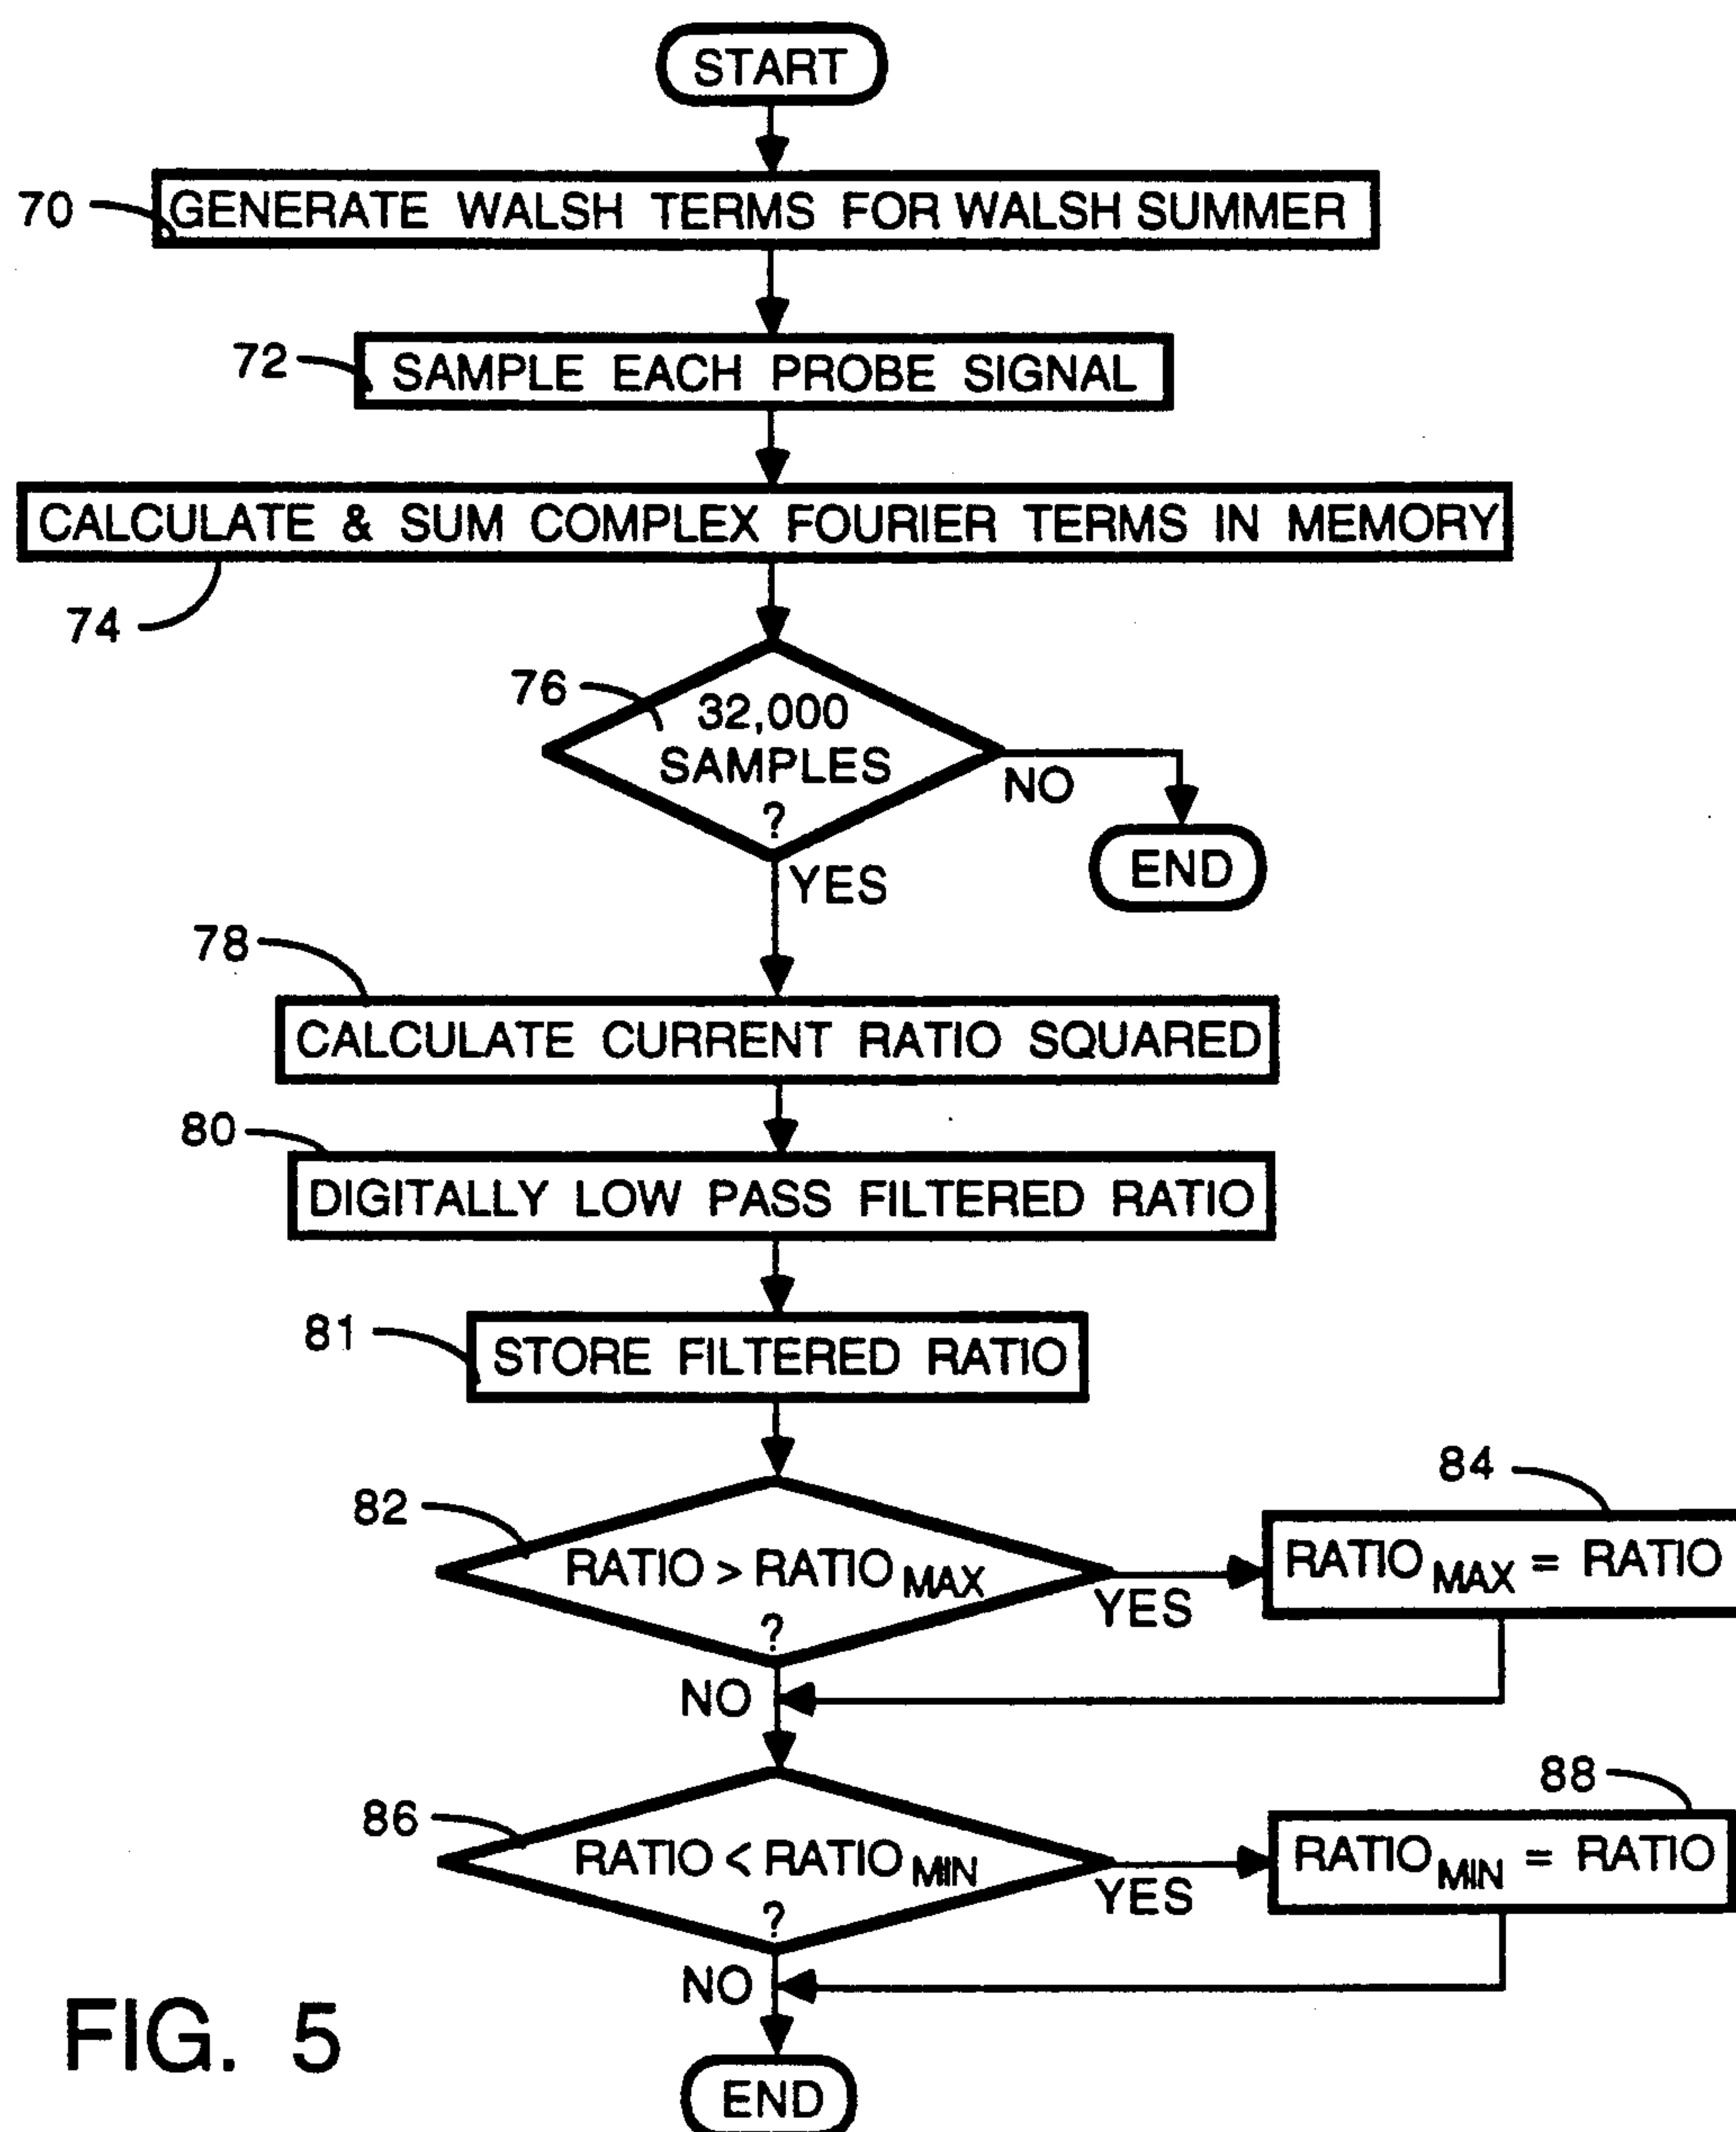 START
70
GENERATE WALSH TERMS FOR WALSH SUMMER
72
SAMPLE EACH PROBE SIGNAL
CALCULATE & SUM COMPLEX FOURIER TERMS IN MEMORY
74
76
32,000
SAMPLES
?
NO
END
YES
78
CALCULATE CURRENT RATIO SQUARED
80
DIGITALLY LOW PASS FILTERED RATIO
81
STORE FILTERED RATIO
82
RATIO > RATIO MAX
?
YES
84
RATIO MAX = RATIO
NO
86
RATIO < RATIO MIN
?
YES
88
RATIO MIN = RATIO
NO
END
FIG. 5